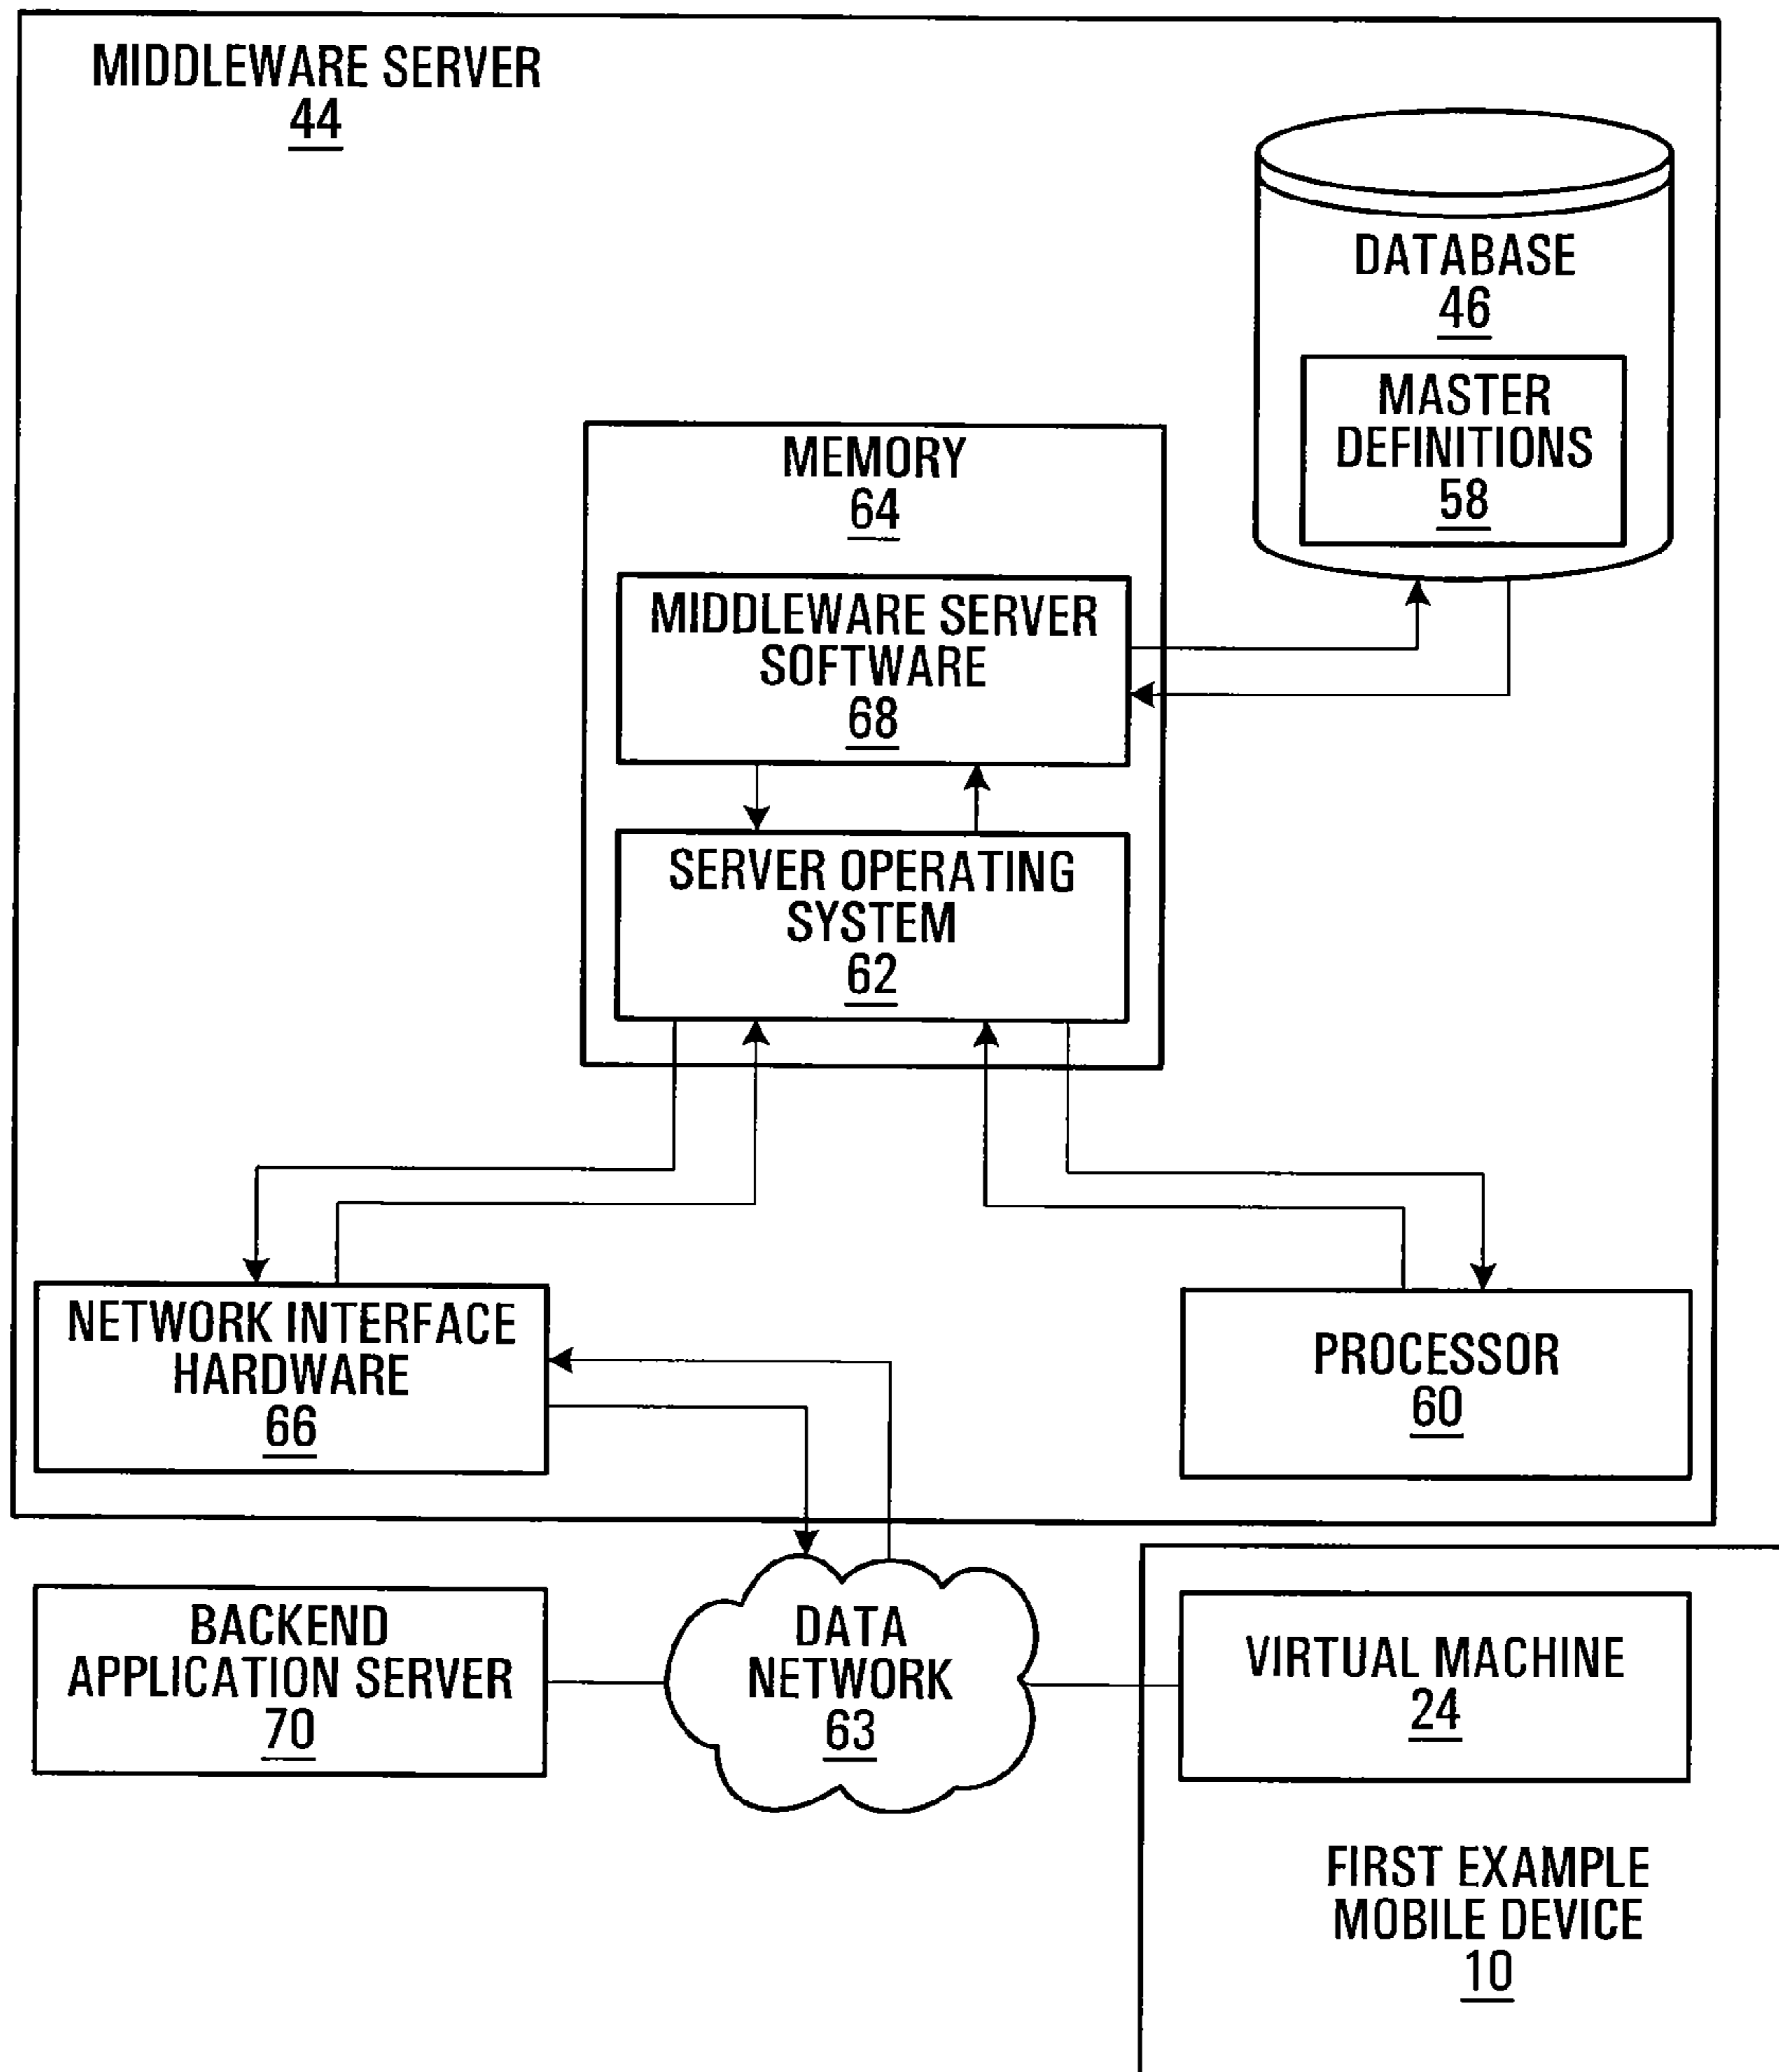 MIDDLEWARE SERVER
44
DATABASE
46
MASTER
DEFINITIONS
58
MEMORY
64
MIDDLEWARE SERVER
SOFTWARE
68
SERVER OPERATING
SYSTEM
62
NETWORK INTERFACE
HARDWARE
66
PROCESSOR
60
BACKEND
APPLICATION SERVER
70
DATA
NETWORK
63
VIRTUAL MACHINE
24
FIRST EXAMPLE
MOBILE DEVICE
10